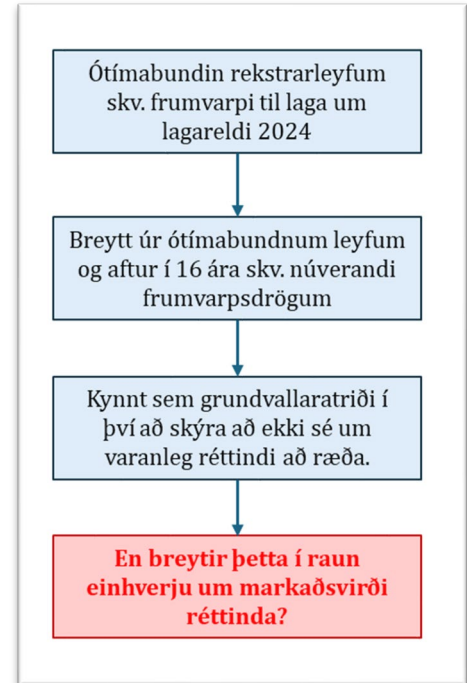 Ótímabundin rekstrarleyfum
skv. frumvarpi til laga um
lagareldi 2024
Breytt úr ótímabundnum leyfum
og aftur í 16 ára skv. núverandi
frumvarpsdrögum
Kynnt sem grundvallaratriði í
því að skýra að ekki sé um
varanleg réttindi að ræða.
En breytir þetta í raun
einhverju um markaðsvirði
réttinda?